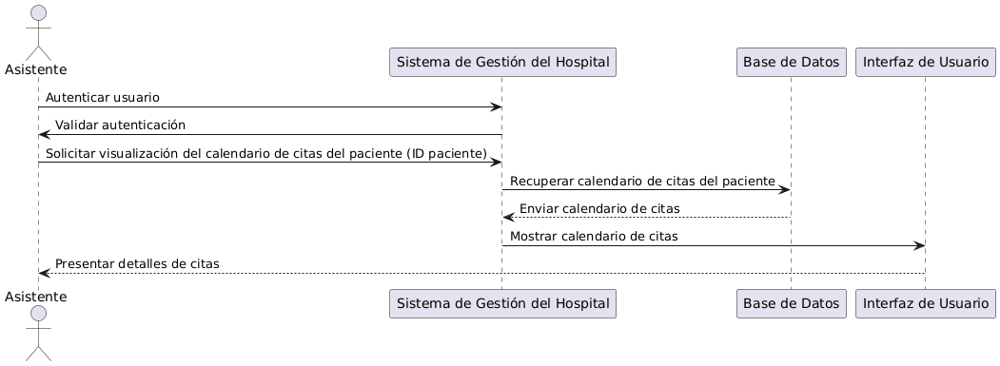 Asistente
Sistema de Gestión del Hospital
Base de Datos
Interfaz de Usuario
Autenticar usuario
Validar autenticación
Solicitar visualización del calendario de citas del paciente (ID paciente)
Recuperar calendario de citas del paciente
Enviar calendario de citas
Mostrar calendario de citas
Presentar detalles de citas
Asistente
Sistema de Gestión del Hospital
Base de Datos
Interfaz de Usuario